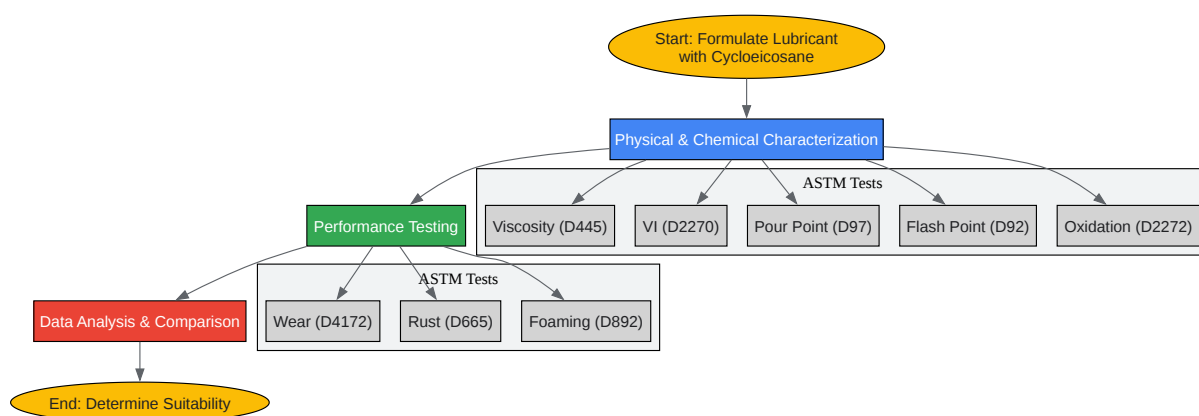 Start: Formulate Lubricant
with Cycloeicosane
Physical & Chemical Characterization
ASTM Tests
Viscosity (D445)
VI (D2270)
Pour Point (D97)
Flash Point (D92)
Oxidation (D2272)
Performance Testing
ASTM Tests
Wear (D4172)
Rust (D665)
Foaming (D892)
Data Analysis & Comparison
End: Determine Suitability